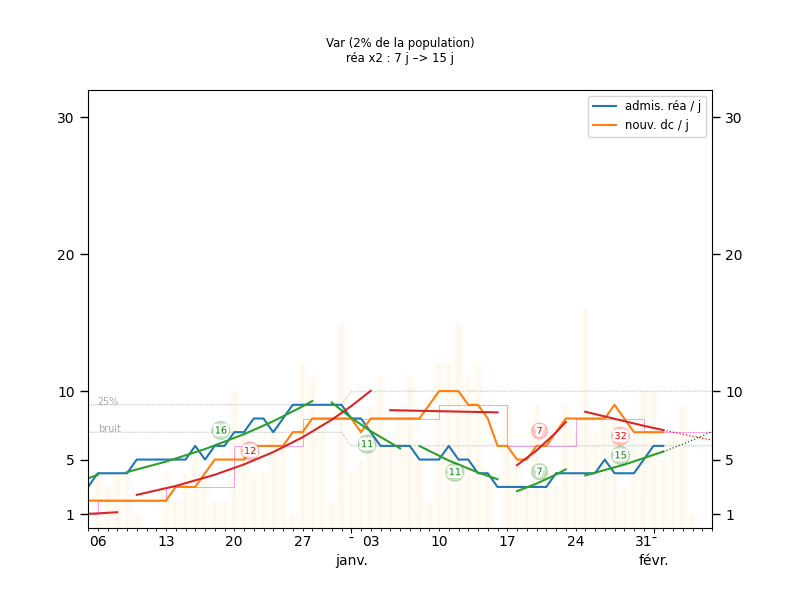 Var (2% de la population)
réa x2 : 7 j –> 15 j
admis. réa / j
nouv. dc / j
30 30
20 20
10 10
25%
bruit
16
12
11
11
7
7
32
15
5 5
1 1
06 13 20 27 - 03 10 17 24 31-
janv. févr.